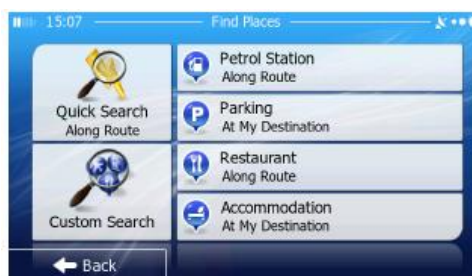 15:07
Find Places
Quick Search
Along Route
Custom Search
Petrol Station
Along Route
P Parking
At My Destination
Restaurant
Along Route
Accommodation
At My Destination
Back